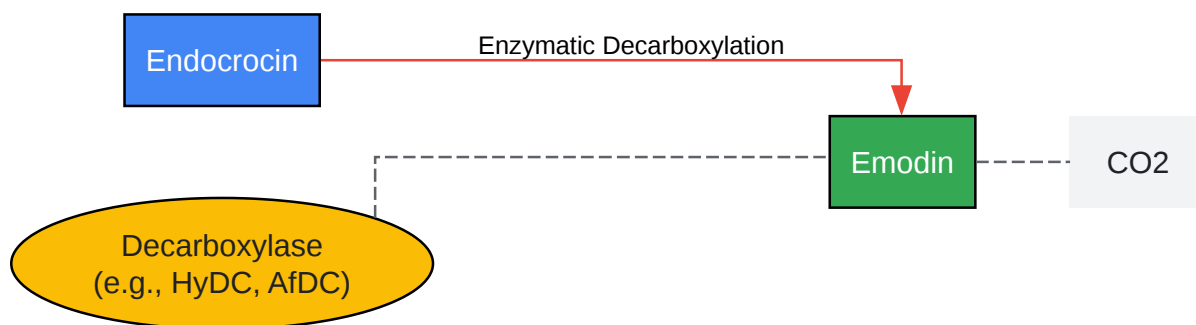 Enzymatic Decarboxylation
Endocrocin
Emodin
CO2
Decarboxylase
(e.g., HyDC, AfDC)